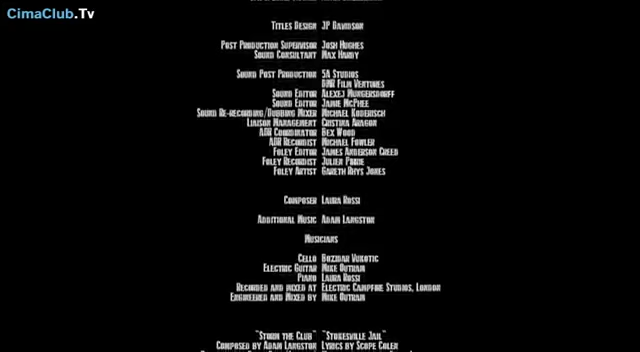 CimaClub.Tv
Titles Design JP Davidson
Post Production Supervisor Josh Hughes
Sound Consultant Max Hardy
Sound Post Production 5A Studios
DMR Film Ventures
Sound Editor Alexej Mungersdorff
Sound Editor Jamie McPhee
Sound Re-recording/Dubbing Mixer Michael Koderisch
Liaison Management Cristina Aragon
ADR Coordinator Bex Wood
ADR Recordist Michael Fowler
Foley Editor James Anderson Creed
Foley Recordist Julien Pirrie
Foley Artist Gareth Rhys Jones
Composer Laura Rossi
Additional Music Adam Langston
Musicians
Cello Bozidar Vukotic
Electric Guitar Mike Outram
Piano Laura Rossi
Recorded and mixed at Electric Campfire Studios, London
Engineered and Mixed by Mike Outram
"Storm the Club" "Stokesville Jail"
Composed by Adam Langston Lyrics by Scope Coler